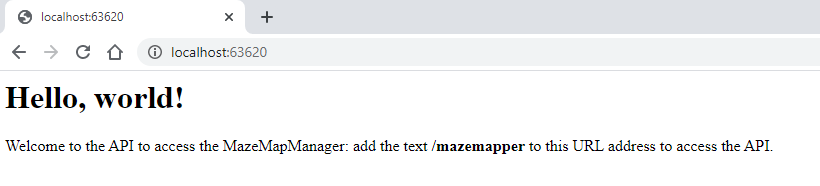 localhost:63620
localhost:63620
Hello, world!
Welcome to the API to access the MazeMapManager: add the text /mazemapper to this URL address to access the API.